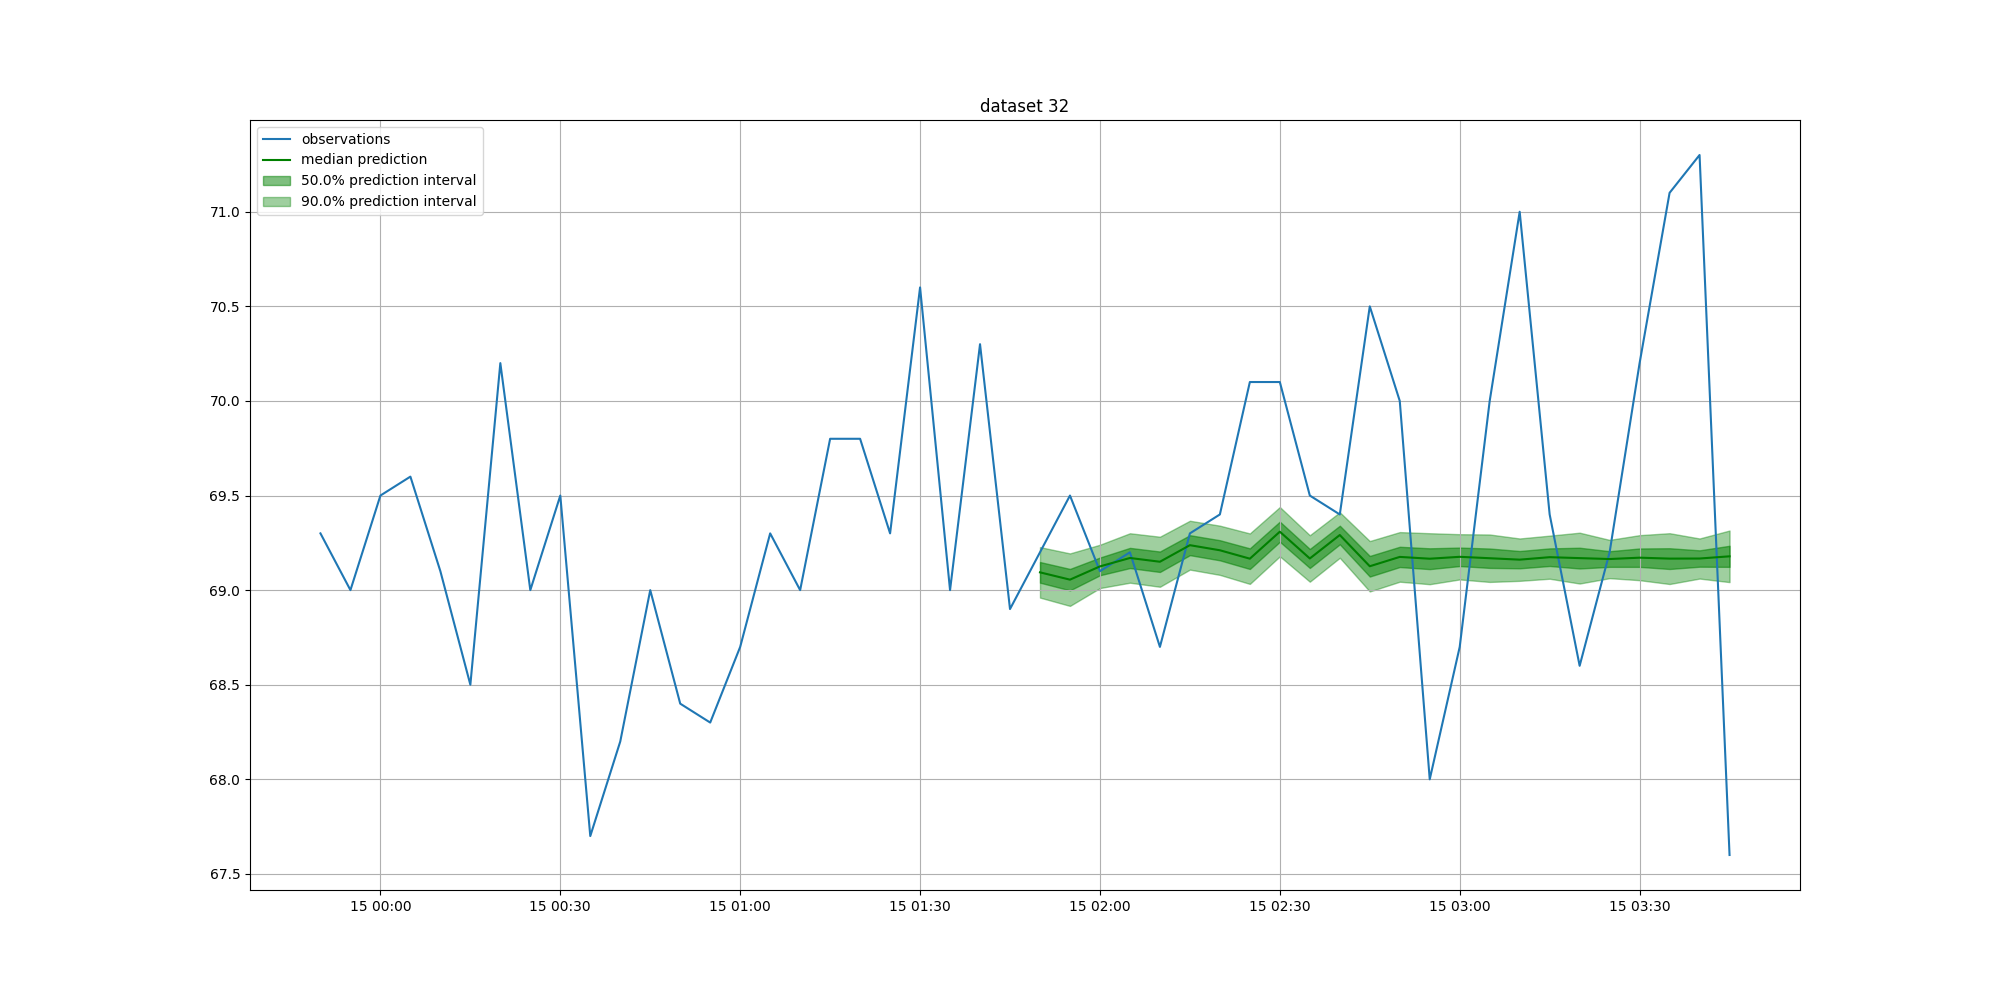 dataset 32
observations
median prediction
50.0% prediction interval
90.0% prediction interval
71.0
70.5
70.0
69.5
69.0
68.5
68.0
67.5
15 00:00 15 00:30 15 01:00 15 01:30 15 02:00 15 02:30 15 03:00 15 03:30